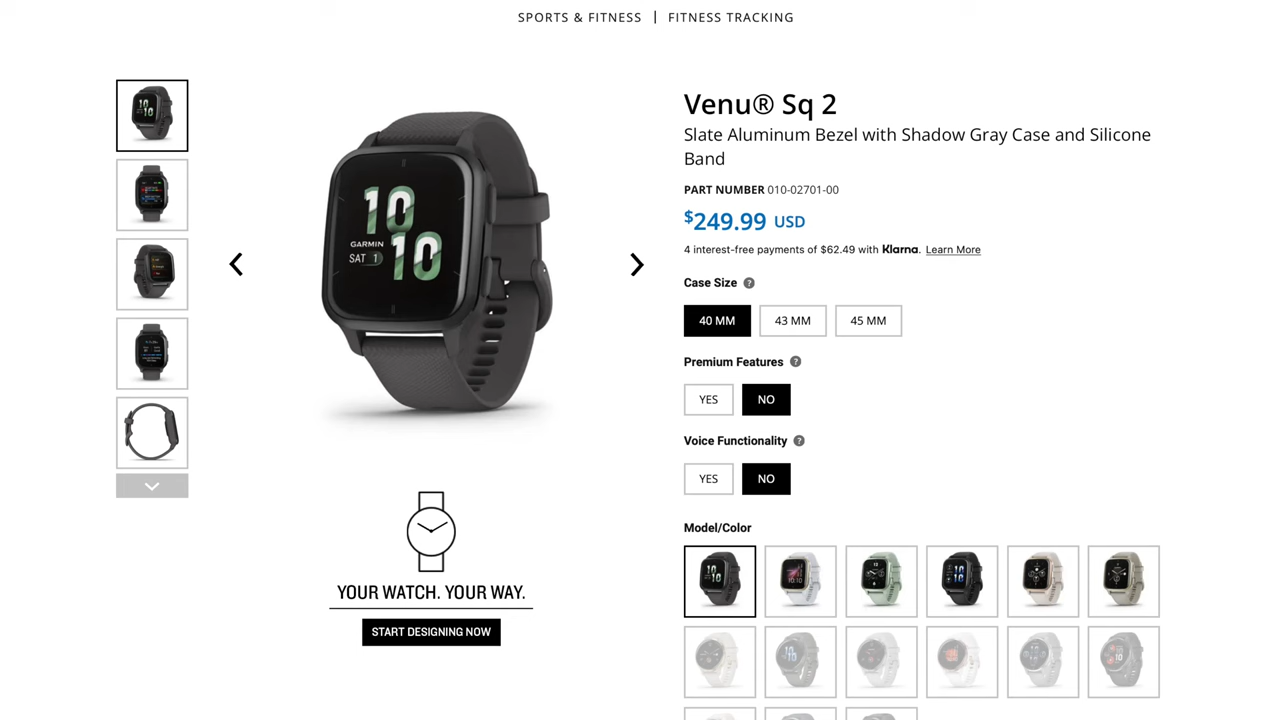 SPORTS & FITNESS | FITNESS TRACKING
10
10
GARMIN
SAT 1
YOUR WATCH. YOUR WAY.
START DESIGNING NOW
Venu® Sq 2
Slate Aluminum Bezel with Shadow Gray Case and Silicone
Band
PART NUMBER 010-02701-00
$249.99 USD
4 interest-free payments of $62.49 with Klarna. Learn More
Case Size ?
40 MM 43 MM 45 MM
Premium Features ?
YES NO
Voice Functionality ?
YES NO
Model/Color